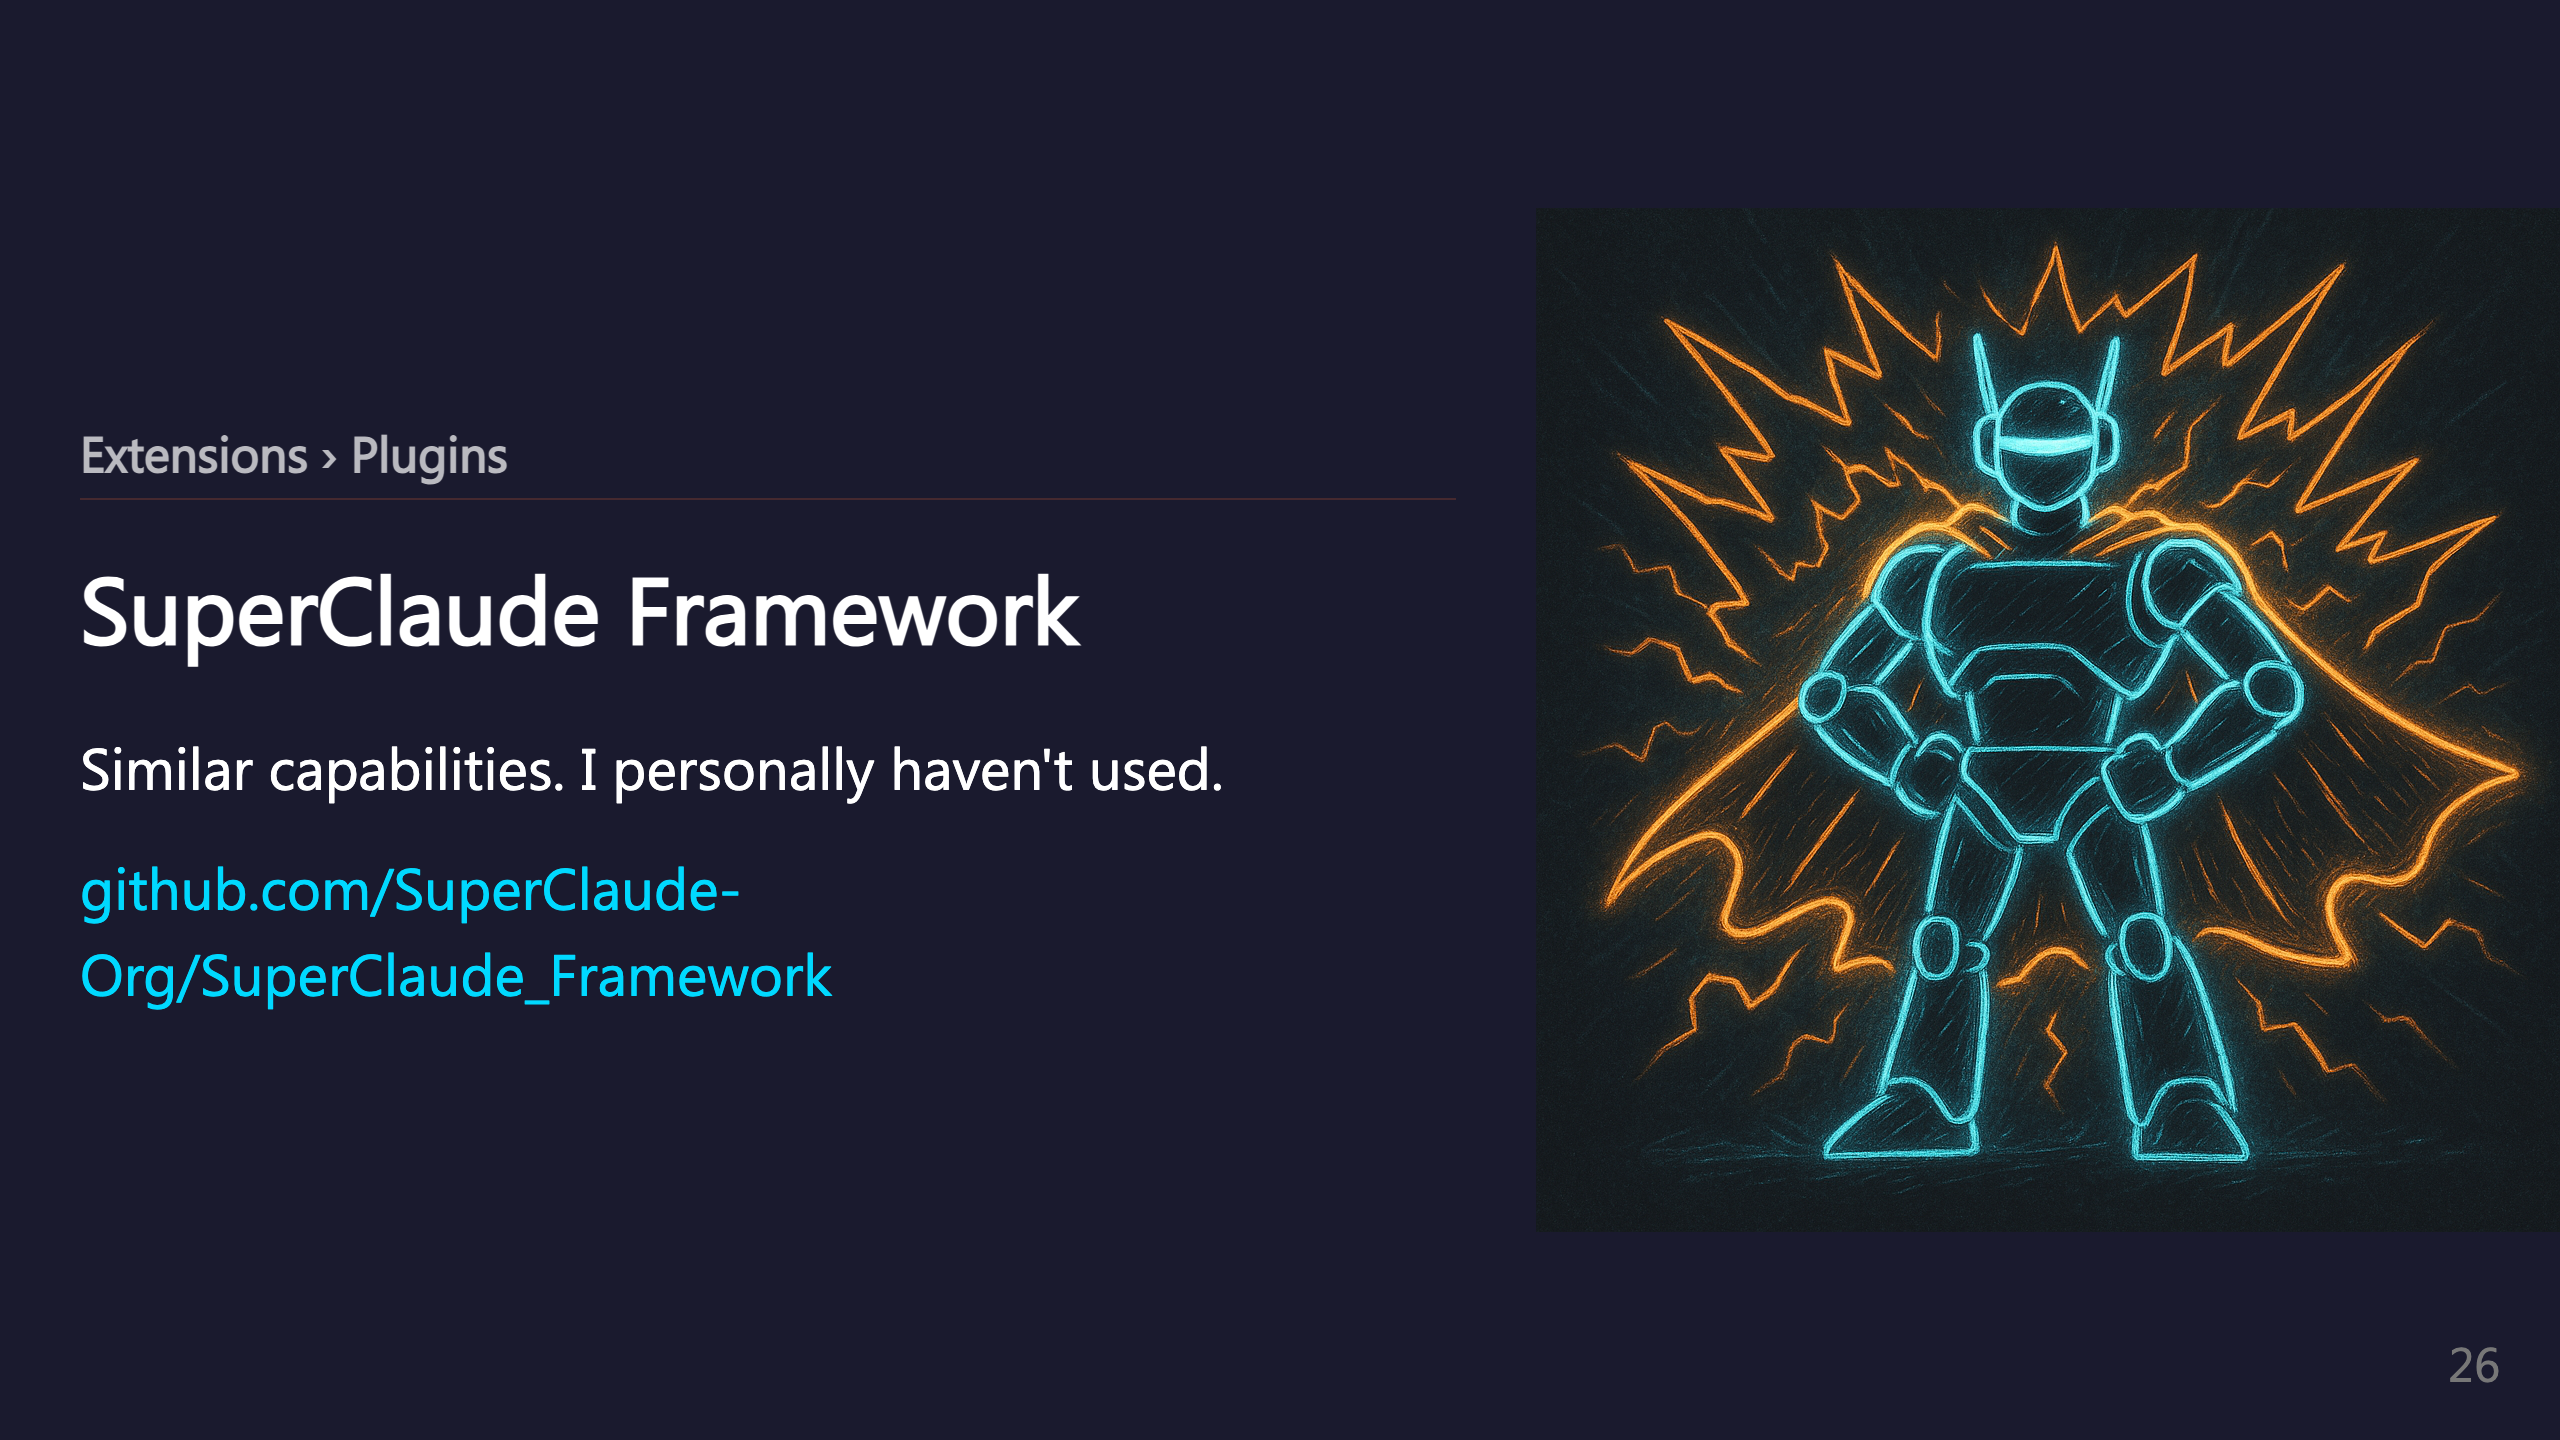 Extensions › Plugins
SuperClaude Framework
Similar capabilities. I personally haven't used.
github.com/SuperClaude-
Org/SuperClaude_Framework
26